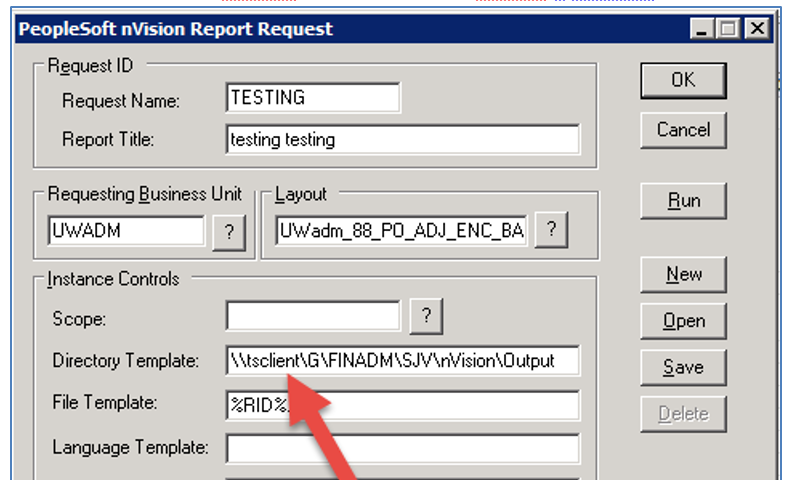 PeopleSoft nVision Report Request
Request ID
Request Name: TESTING
Report Title: testing testing
OK
Cancel
Requesting Business Unit
UWADM ?
Layout
UWadm_88_PO_ADJ_ENC_BA ?
Run
Instance Controls
Scope: ?
Directory Template: \\tsclient\G\FINADM\SJV\nVision\Output
File Template: %RID%
Language Template:
New
Open
Save
Delete